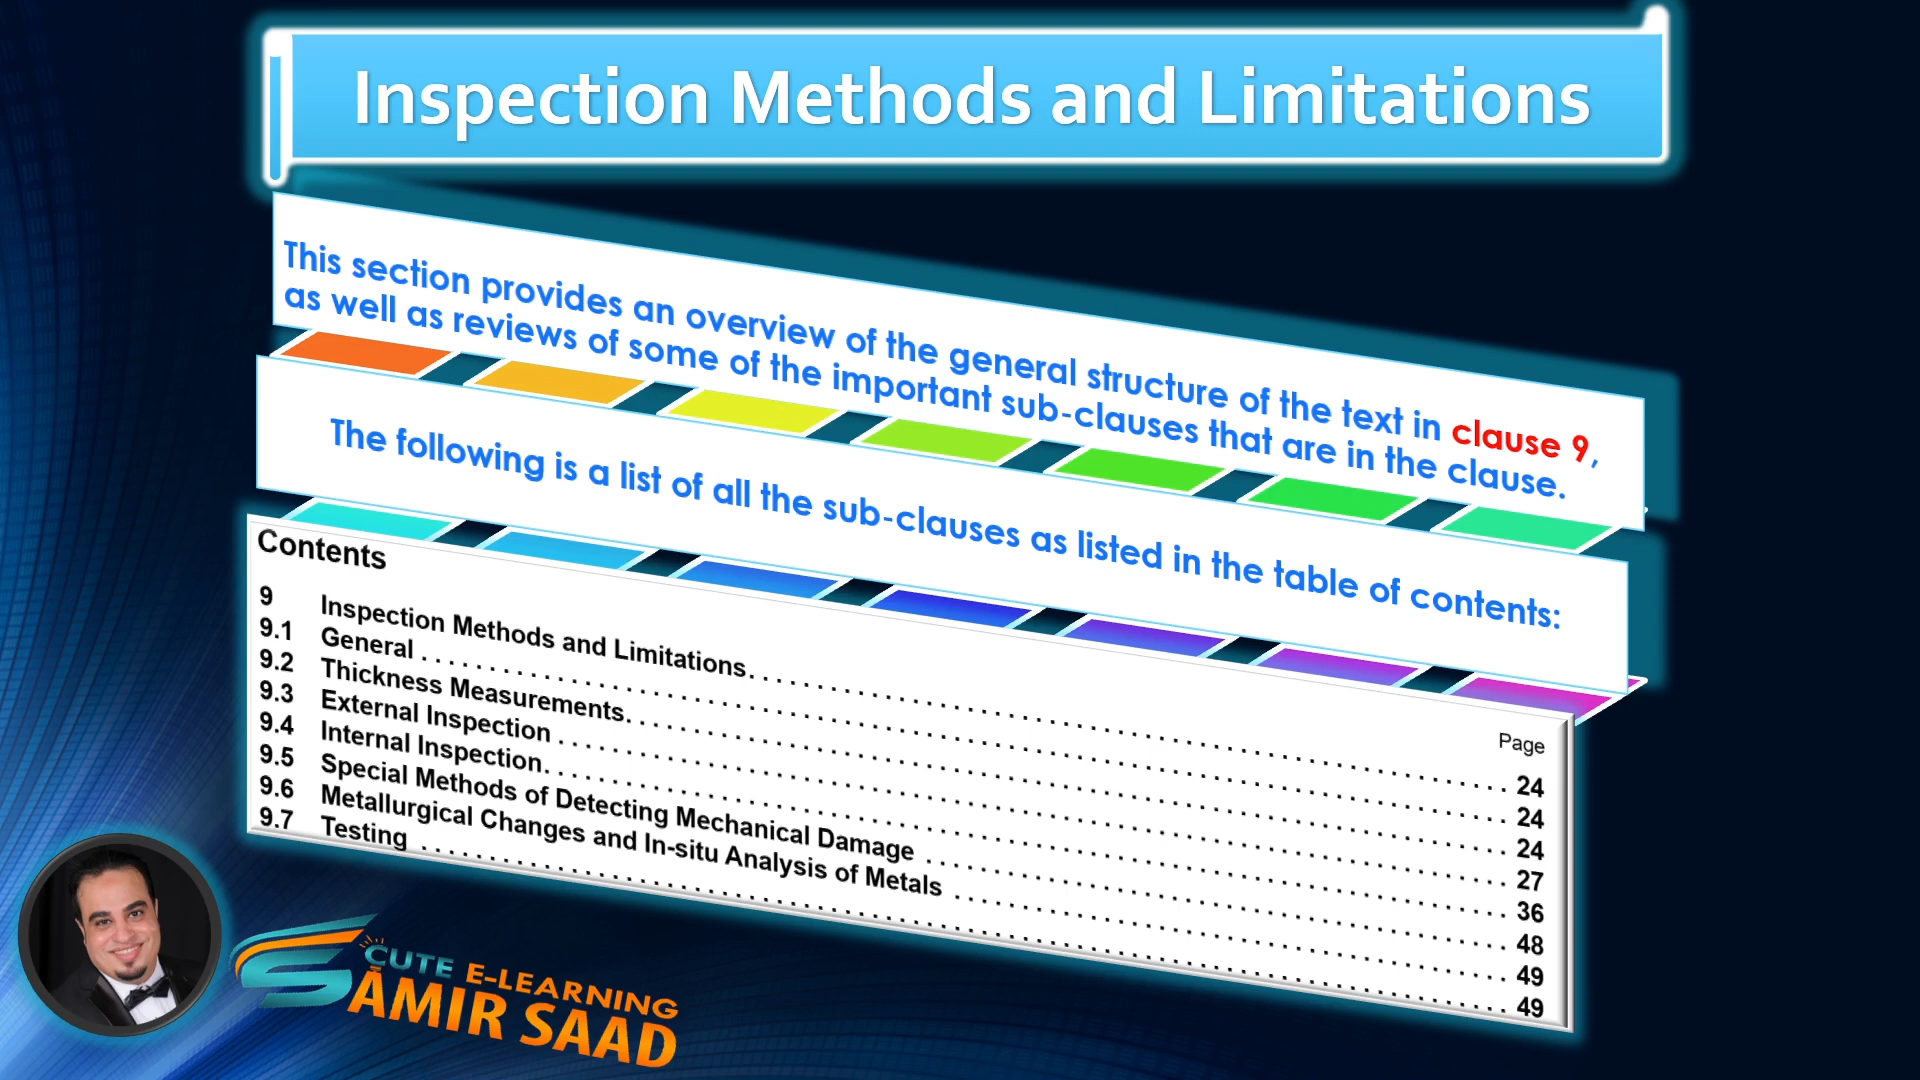 Inspection Methods and Limitations
This section provides an overview of the general structure of the text in clause 9,
as well as reviews of some of the important sub-clauses that are in the clause.
The following is a list of all the sub-clauses as listed in the table of contents:
Contents
Page
9 Inspection Methods and Limitations. . . . . . . . . . 24
9.1 General . . . . . . . . . . 24
9.2 Thickness Measurements. . . . . . . . . . 24
9.3 External Inspection . . . . . . . . . . 27
9.4 Internal Inspection. . . . . . . . . . 36
9.5 Special Methods of Detecting Mechanical Damage . . . . . . . . . . 48
9.6 Metallurgical Changes and In-situ Analysis of Metals . . . . . . . . . . 49
9.7 Testing . . . . . . . . . . 49
CUTE E-LEARNING
AMIR SAAD